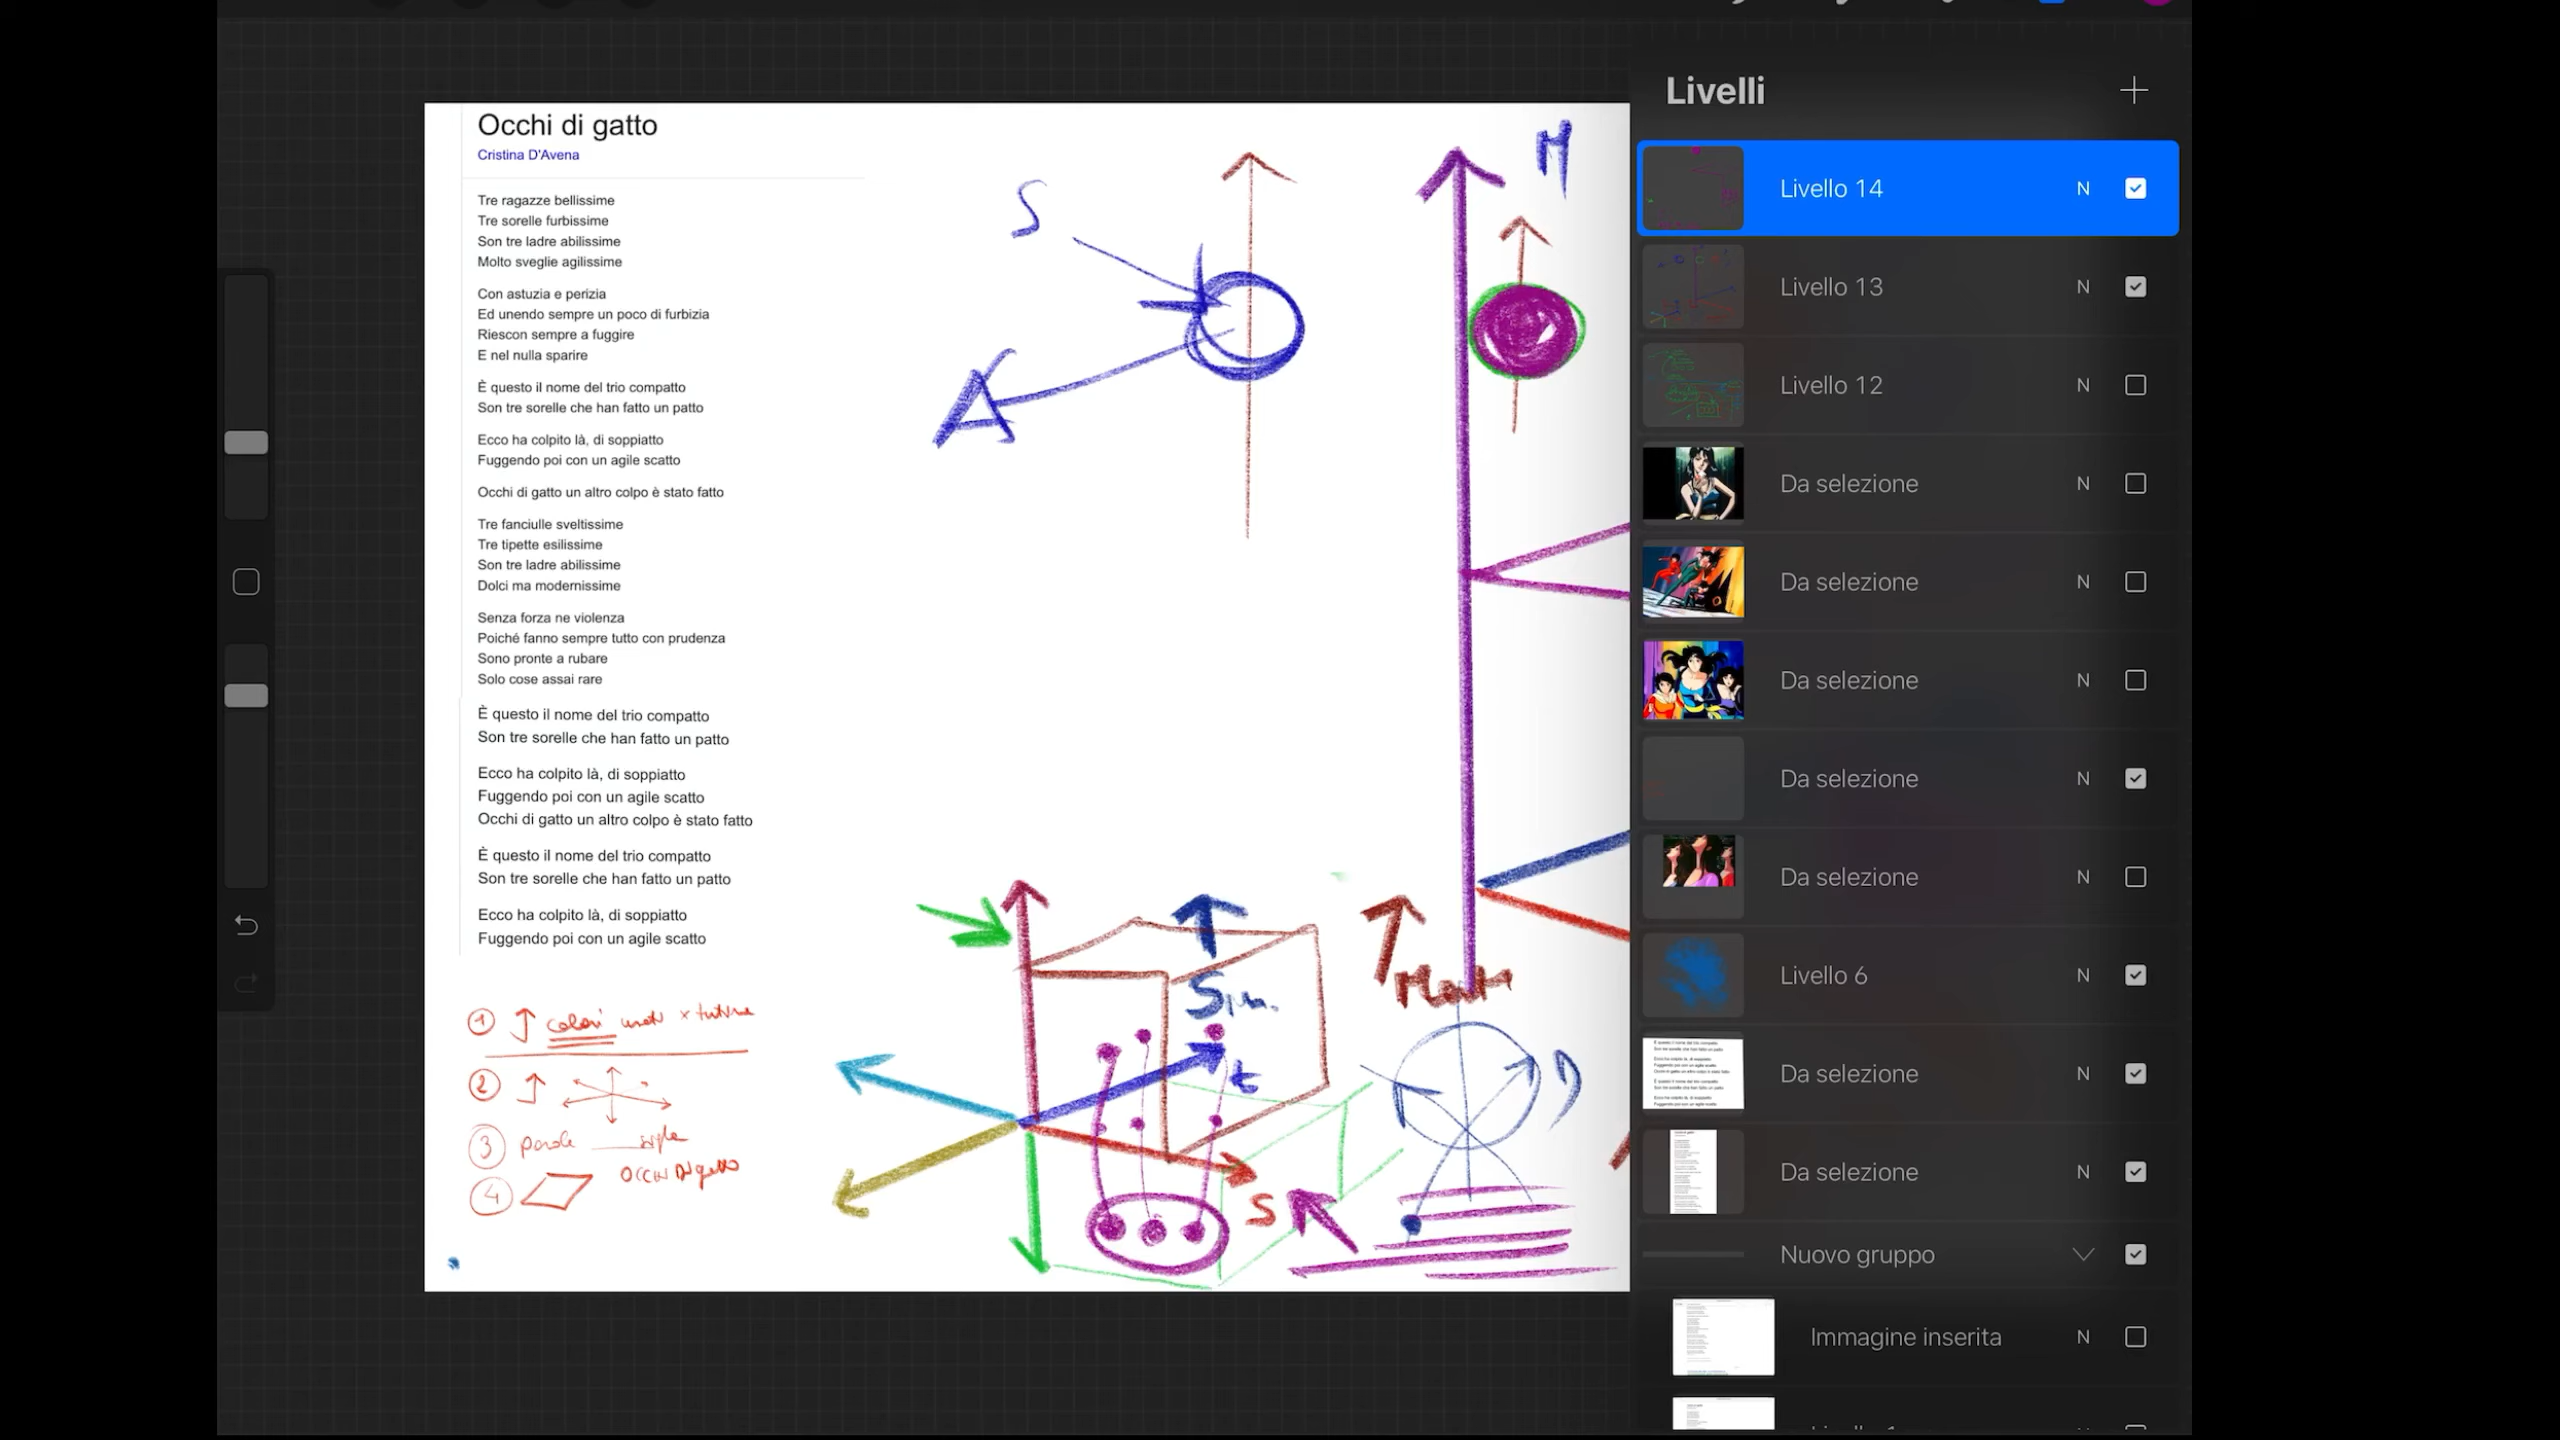 Occhi di gatto
Cristina D'Avena
Tre ragazze bellissime
Tre sorelle furbissime
Son tre ladre abilissime
Molto sveglie agilissime
Con astuzia e perizia
Ed unendo sempre un poco di furbizia
Riescon sempre a fuggire
E nel nulla sparire
È questo il nome del trio compatto
Son tre sorelle che han fatto un patto
Ecco ha colpito là, di soppiatto
Fuggendo poi con un agile scatto
Occhi di gatto un altro colpo è stato fatto
Tre fanciulle sveltissime
Tre tipette esilissime
Son tre ladre abilissime
Dolci ma modernissime
Senza forza ne violenza
Poiché fanno sempre tutto con prudenza
Sono pronte a rubare
Solo cose assai rare
È questo il nome del trio compatto
Son tre sorelle che han fatto un patto
Ecco ha colpito là, di soppiatto
Fuggendo poi con un agile scatto
Occhi di gatto un altro colpo è stato fatto
È questo il nome del trio compatto
Son tre sorelle che han fatto un patto
Ecco ha colpito là, di soppiatto
Fuggendo poi con un agile scatto
1 colori
2
3 parole
OCCHI DI gatto
4
S
A
M
t
S
Livelli
Livello 14 N
Livello 13 N
Livello 12 N
Da selezione N
Da selezione N
Da selezione N
Da selezione N
Da selezione N
Livello 6 N
Da selezione N
Da selezione N
Nuovo gruppo
Immagine inserita N